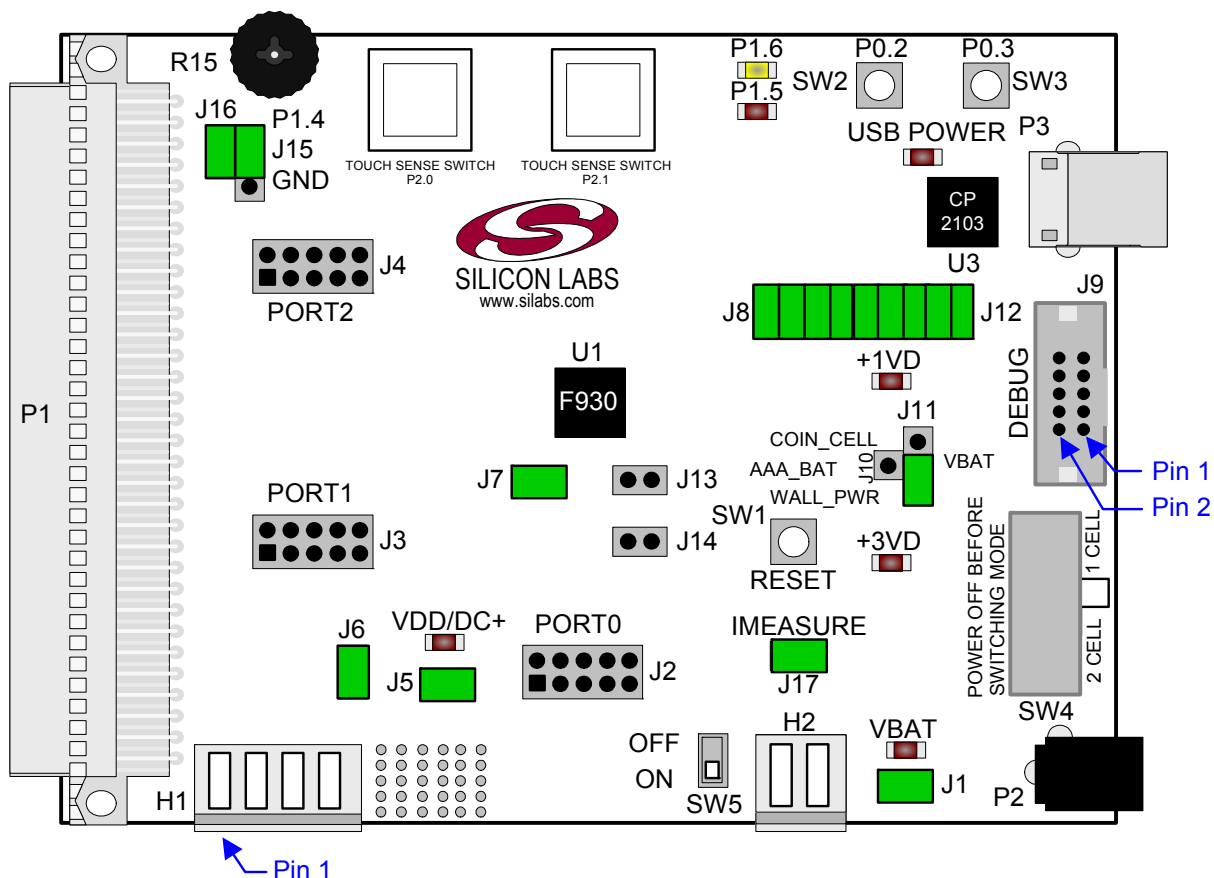 R15
J16
P1.4
J15
GND
TOUCH SENSE SWITCH
P2.0
TOUCH SENSE SWITCH
P2.1
P1.6
P1.5
P0.2
SW2
P0.3
SW3
USB POWER
P3
CP
2103
U3
SILICON LABS
www.silabs.com
J4
PORT2
J8
J12
J9
DEBUG
Pin 1
Pin 2
+1VD
U1
F930
P1
J11
COIN_CELL
J10
AAA_BAT
VBAT
WALL_PWR
J7
J13
J14
PORT1
J3
SW1
RESET
+3VD
POWER OFF BEFORE
SWITCHING MODE
2 CELL
1 CELL
SW4
J6
VDD/DC+
J5
PORT0
J2
IMEASURE
J17
H1
Pin 1
OFF
ON
SW5
H2
VBAT
J1
P2